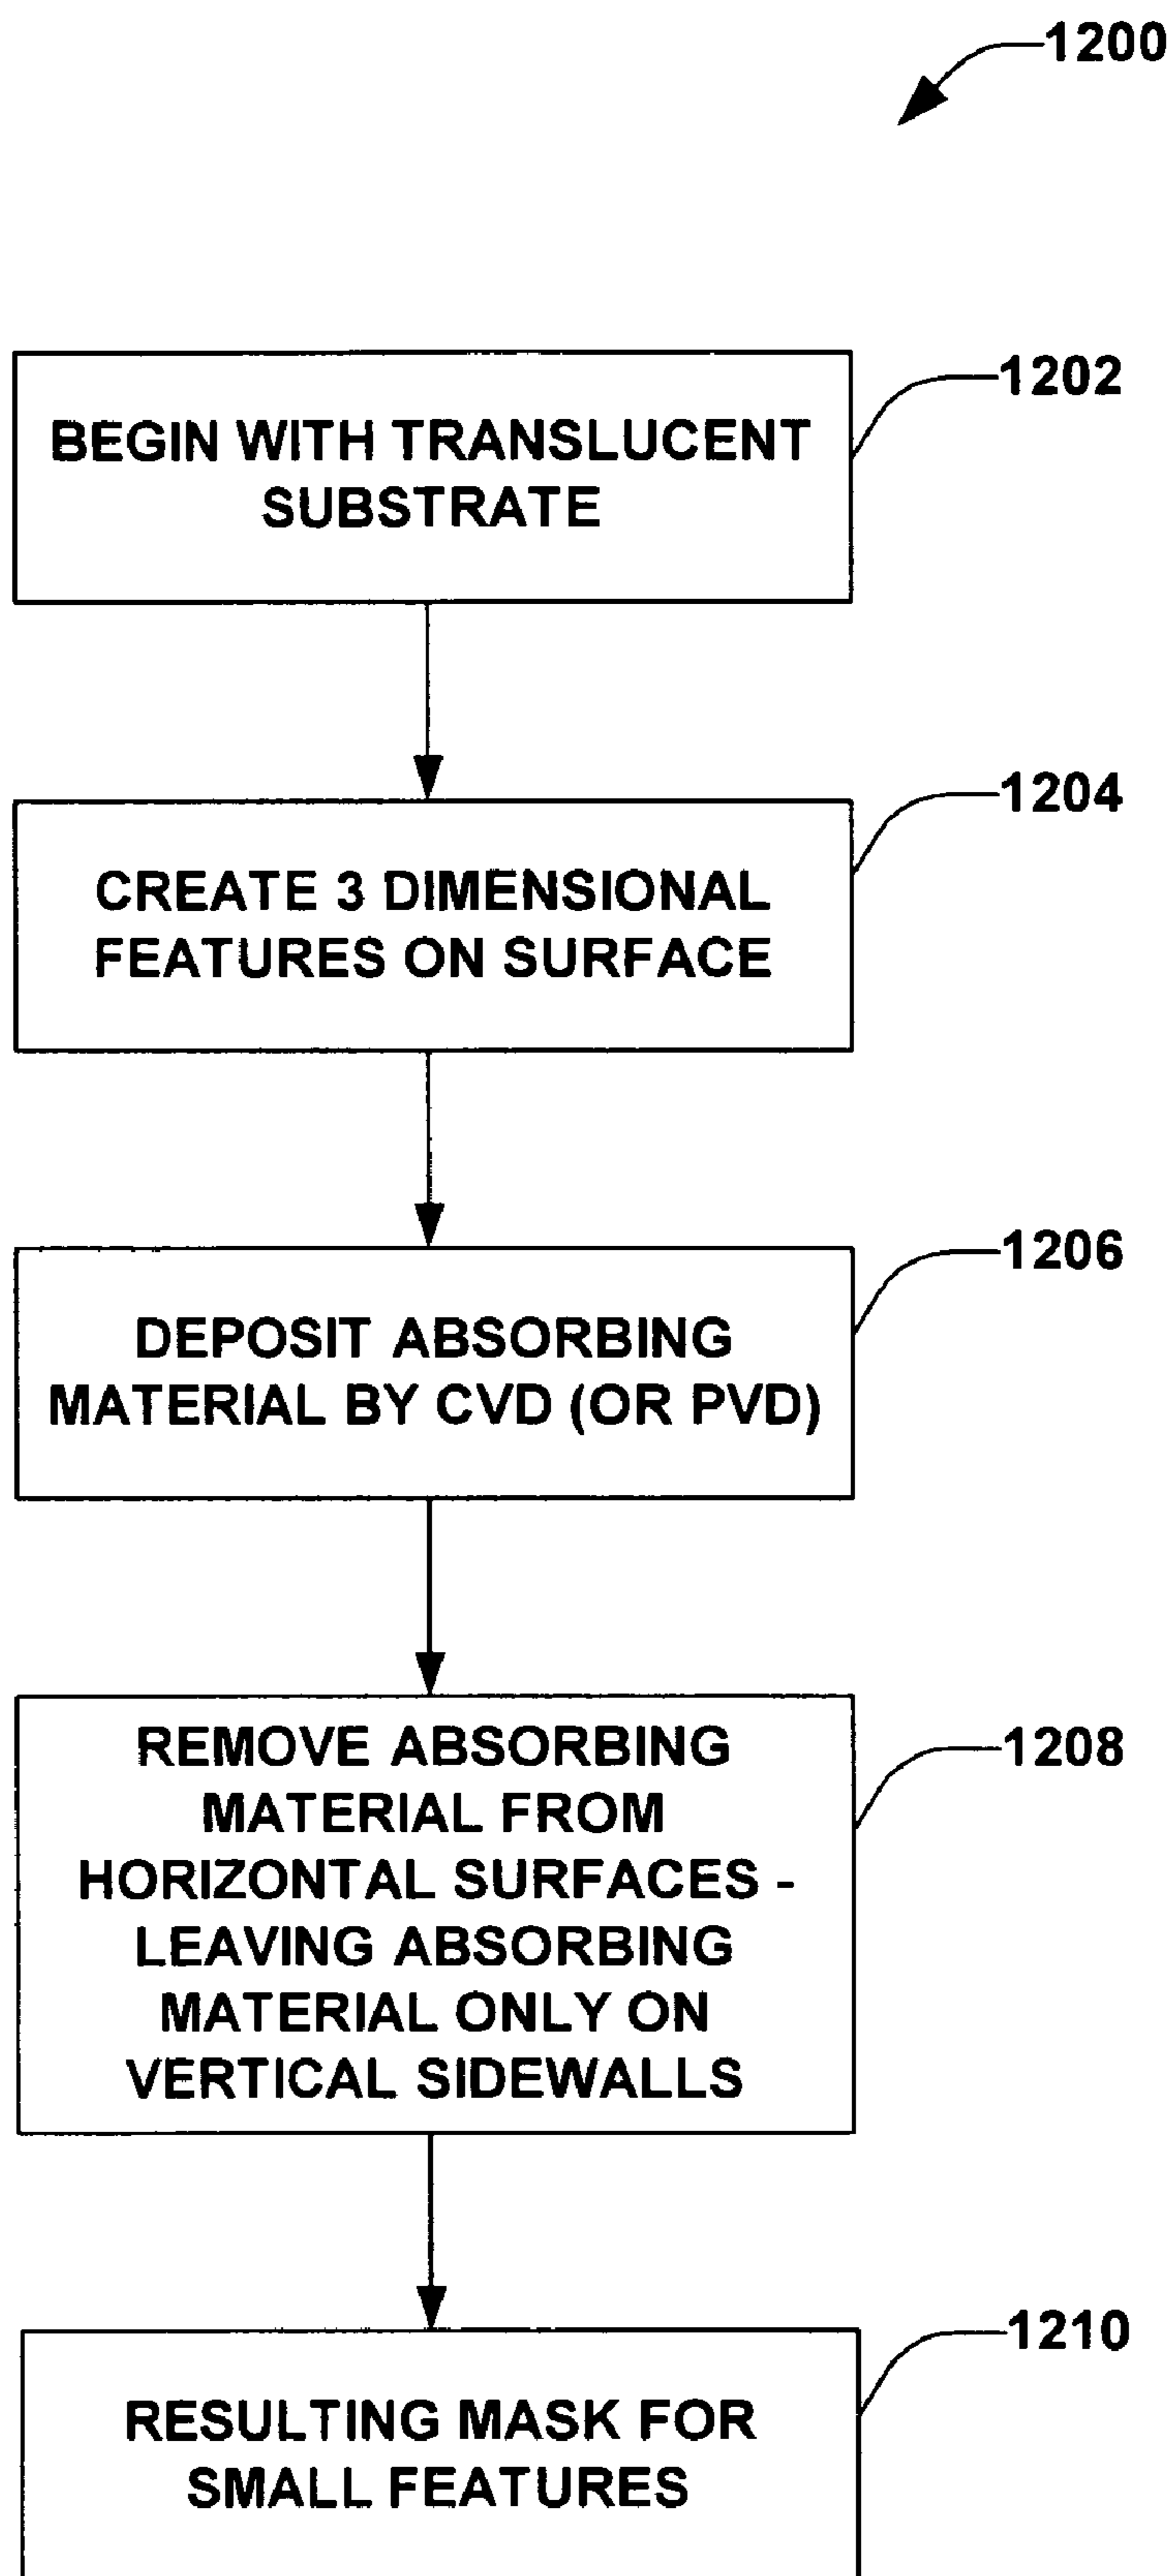 1200
1202
BEGIN WITH TRANSLUCENT
SUBSTRATE
1204
CREATE 3 DIMENSIONAL
FEATURES ON SURFACE
1206
DEPOSIT ABSORBING
MATERIAL BY CVD (OR PVD)
1208
REMOVE ABSORBING
MATERIAL FROM
HORIZONTAL SURFACES -
LEAVING ABSORBING
MATERIAL ONLY ON
VERTICAL SIDEWALLS
1210
RESULTING MASK FOR
SMALL FEATURES